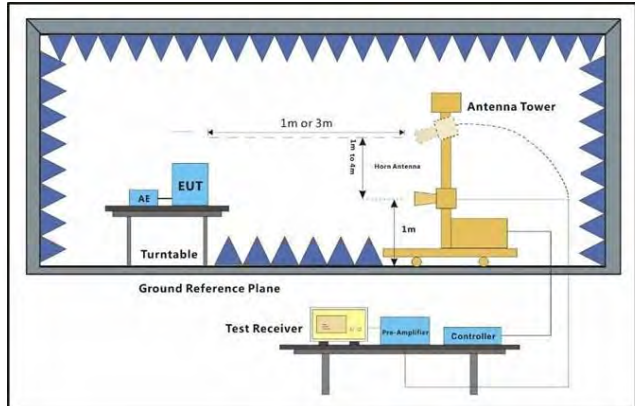 1m or 3m
Antenna Tower
1m to 4m
Horn Antenna
EUT
AE
1m
Turntable
Ground Reference Plane
Test Receiver
Pre-Amplifier
Controller